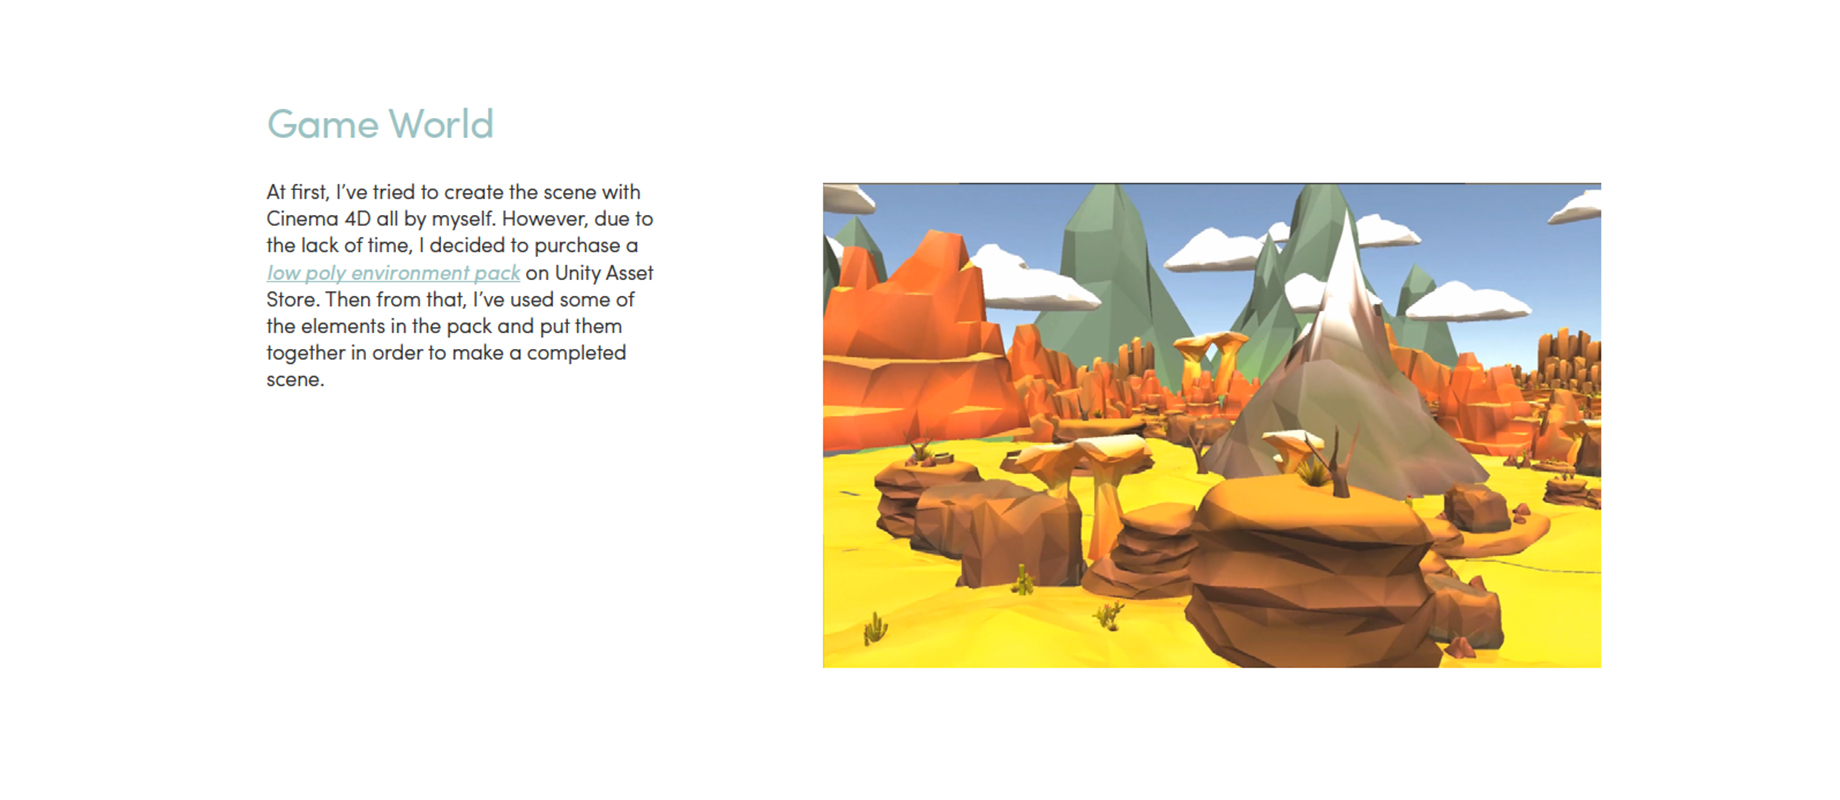 Game World
At first, I've tried to create the scene with
Cinema 4D all by myself. However, due to
the lack of time, I decided to purchase a
low poly environment pack on Unity Asset
Store. Then from that, I've used some of
the elements in the pack and put them
together in order to make a completed
scene.